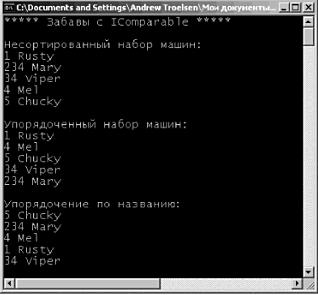 C:\Documents and Settings\Andrew Troelsen\Мои документы...
***** Забавы с IComparable *****
Несортированный набор машин:
1 Rusty
234 Mary
34 Viper
4 Mel
5 Chucky
Упорядоченный набор машин:
1 Rusty
4 Mel
5 Chucky
34 Viper
234 Mary
Упорядочение по названию:
5 Chucky
234 Mary
4 Mel
1 Rusty
34 Viper